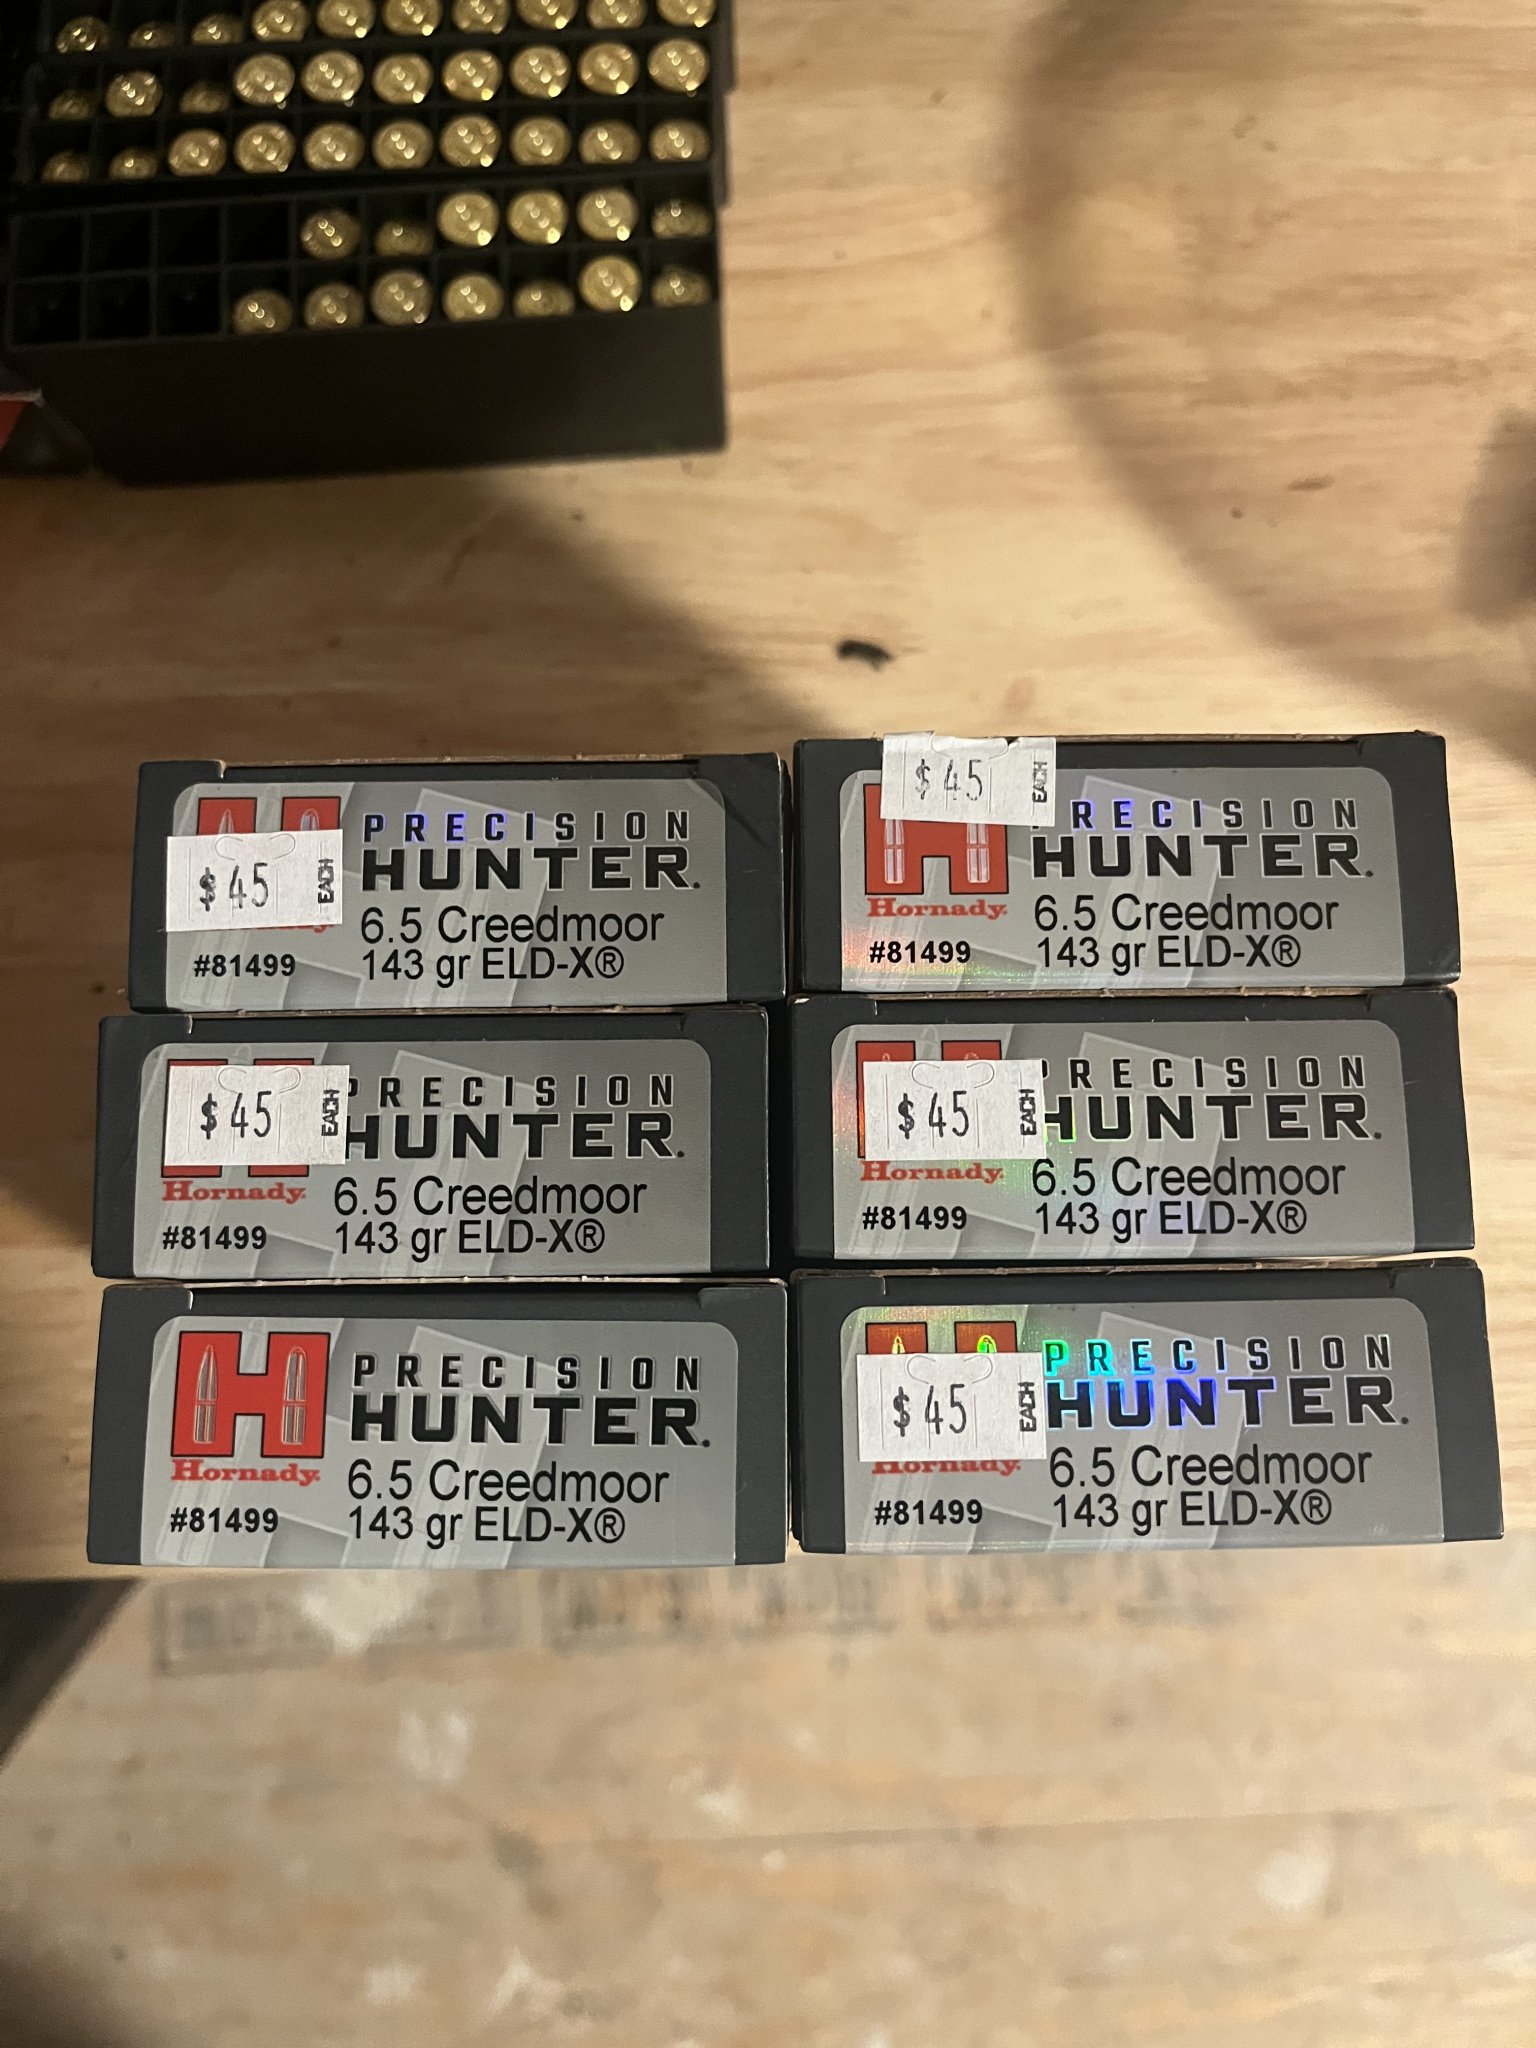 PRECISION
HUNTER.
$45 EACH
6.5 Creedmoor
#81499
143 gr ELD-X®
$45 EACH
PRECISION
HUNTER.
Hornady.
6.5 Creedmoor
#81499
143 gr ELD-X®
PRECISION
$45 EACH
HUNTER.
Hornady.
6.5 Creedmoor
#81499
143 gr ELD-X®
PRECISION
$45 EACH
HUNTER.
Hornady.
6.5 Creedmoor
#81499
143 gr ELD-X®
PRECISION
HUNTER.
Hornady.
6.5 Creedmoor
#81499
143 gr ELD-X®
PRECISION
$45 EACH
HUNTER.
Hornady.
6.5 Creedmoor
#81499
143 gr ELD-X®